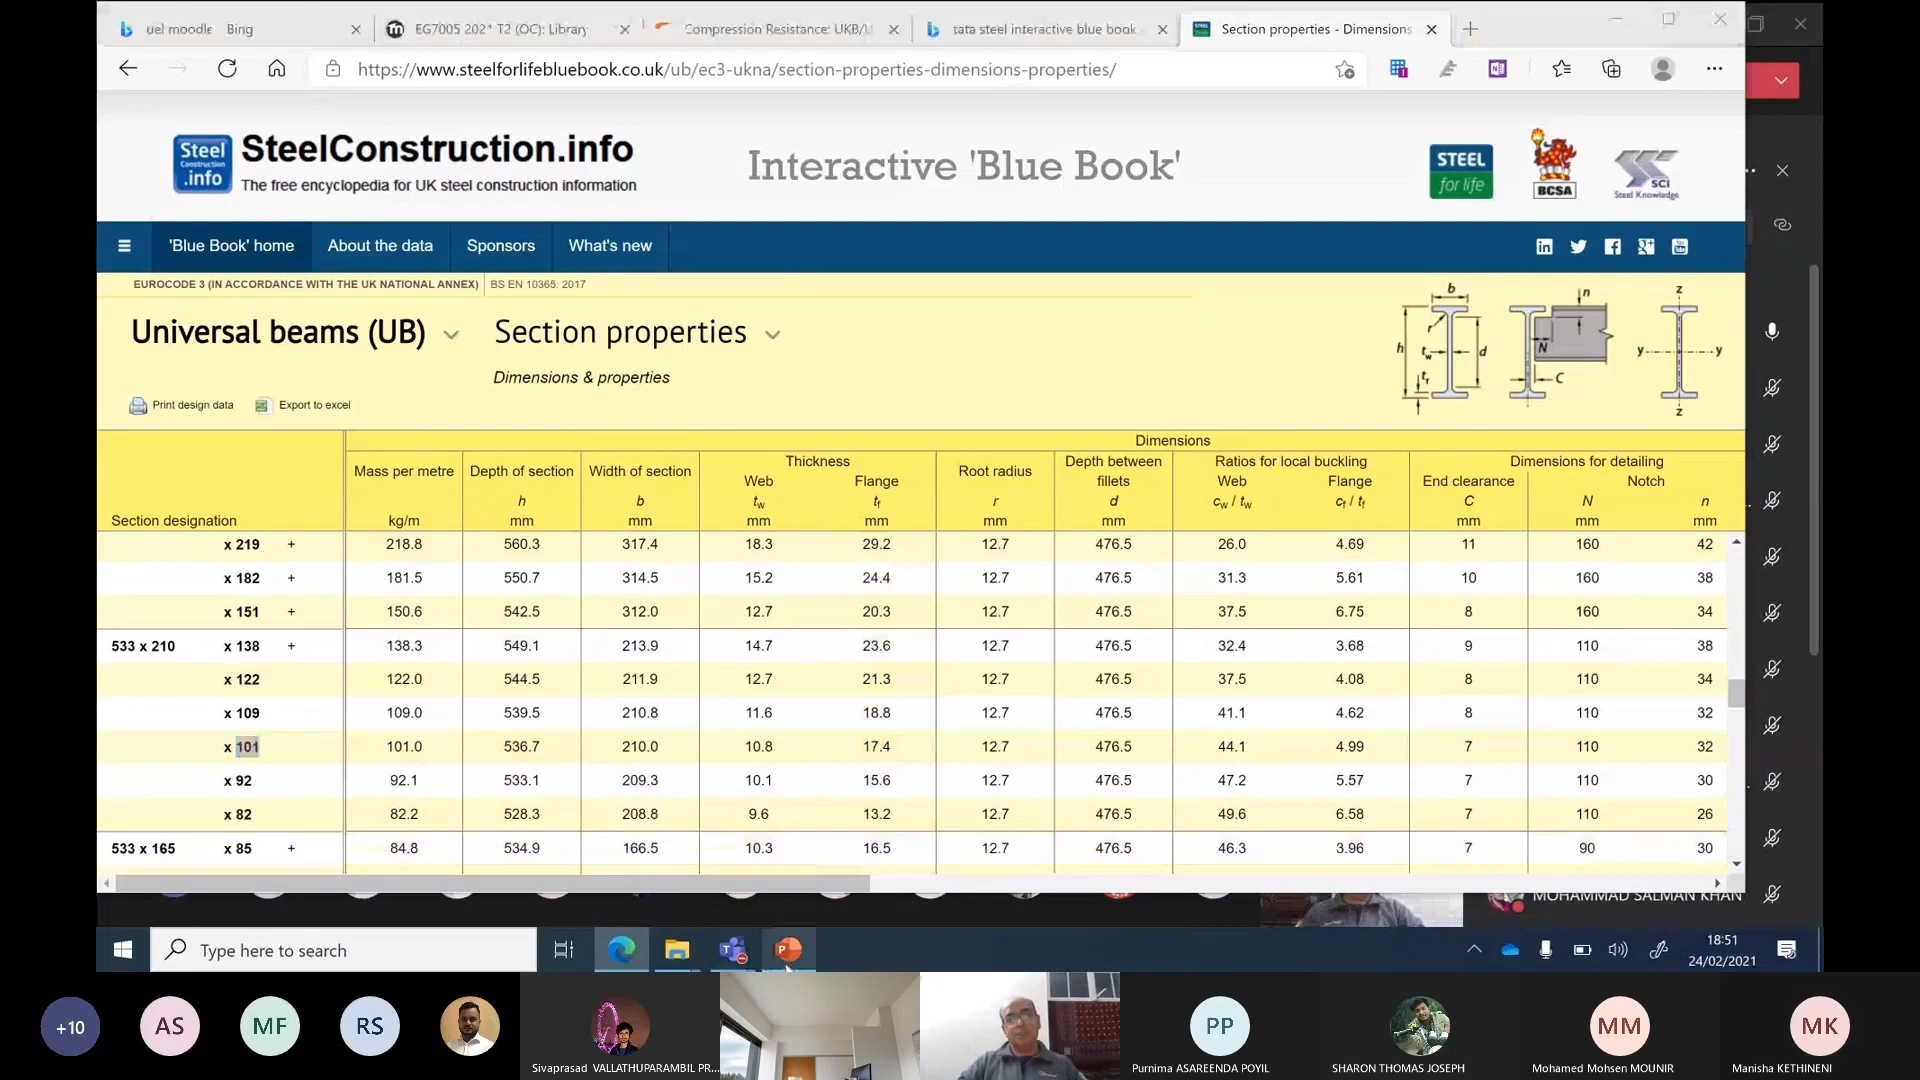 uel moodle Bing
EG7005 2021 T2 (OC): Library
Compression Resistance: UKB/U
tata steel interactive blue book
Section properties - Dimensions
https://www.steelforlifebluebook.co.uk/ub/ec3-ukna/section-properties-dimensions-properties/
Steel Construction .info
SteelConstruction.info
The free encyclopedia for UK steel construction information
Interactive 'Blue Book'
STEEL for life
BCSA
SCI
Steel Knowledge
'Blue Book' home About the data Sponsors What's new
EUROCODE 3 (IN ACCORDANCE WITH THE UK NATIONAL ANNEX) BS EN 10365: 2017
Universal beams (UB) Section properties
Dimensions & properties
Print design data Export to excel
b
r
h
tw
d
tf
n
N
C
z
y y
z
Dimensions
Mass per metre Depth of section Width of section Thickness Root radius Depth between fillets Ratios for local buckling Dimensions for detailing
Web Flange Web Flange End clearance Notch
h b tw tf r d cw / tw cf / tf C N n
Section designation kg/m mm mm mm mm mm mm mm mm mm
x 219 + 218.8 560.3 317.4 18.3 29.2 12.7 476.5 26.0 4.69 11 160 42
x 182 + 181.5 550.7 314.5 15.2 24.4 12.7 476.5 31.3 5.61 10 160 38
x 151 + 150.6 542.5 312.0 12.7 20.3 12.7 476.5 37.5 6.75 8 160 34
533 x 210 x 138 + 138.3 549.1 213.9 14.7 23.6 12.7 476.5 32.4 3.68 9 110 38
x 122 122.0 544.5 211.9 12.7 21.3 12.7 476.5 37.5 4.08 8 110 34
x 109 109.0 539.5 210.8 11.6 18.8 12.7 476.5 41.1 4.62 8 110 32
x 101 101.0 536.7 210.0 10.8 17.4 12.7 476.5 44.1 4.99 7 110 32
x 92 92.1 533.1 209.3 10.1 15.6 12.7 476.5 47.2 5.57 7 110 30
x 82 82.2 528.3 208.8 9.6 13.2 12.7 476.5 49.6 6.58 7 110 26
533 x 165 x 85 + 84.8 534.9 166.5 10.3 16.5 12.7 476.5 46.3 3.96 7 90 30
MOHAMMAD SALMAN KHAN
Type here to search
18:51
24/02/2021
+10
AS
MF
RS
Sivaprasad VALLATHUPARAMBIL PR...
PP
Purnima ASAREENDA POYIL
SHARON THOMAS JOSEPH
MM
Mohamed Mohsen MOUNIR
MK
Manisha KETHINENI